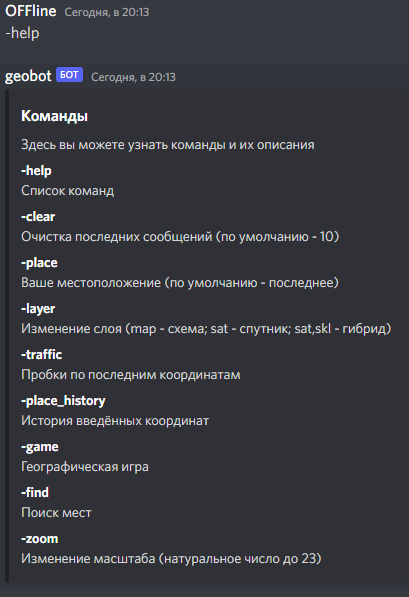 OFFline Сегодня, в 20:13
-help
geobot БОТ Сегодня, в 20:13
Команды
Здесь вы можете узнать команды и их описания
-help
Список команд
-clear
Очистка последних сообщений (по умолчанию - 10)
-place
Ваше местоположение (по умолчанию - последнее)
-layer
Изменение слоя (map - схема; sat - спутник; sat,skl - гибрид)
-traffic
Пробки по последним координатам
-place_history
История введённых координат
-game
Географическая игра
-find
Поиск мест
-zoom
Изменение масштаба (натуральное число до 23)